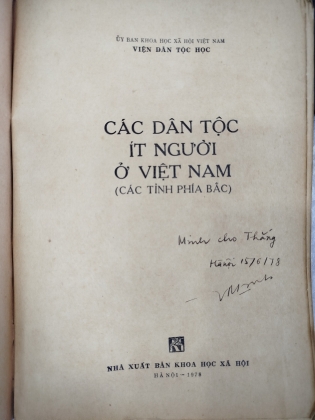 ỦY BAN KHOA HỌC XÃ HỘI VIỆT NAM
VIỆN DÂN TỘC HỌC
CÁC DÂN TỘC
ÍT NGƯỜI
Ở VIỆT NAM
(CÁC TỈNH PHÍA BẮC)
Minh cho Thắng
Hà nội 15/6/78
NHÀ XUẤT BẢN KHOA HỌC XÃ HỘI
HÀ NỘI — 1978